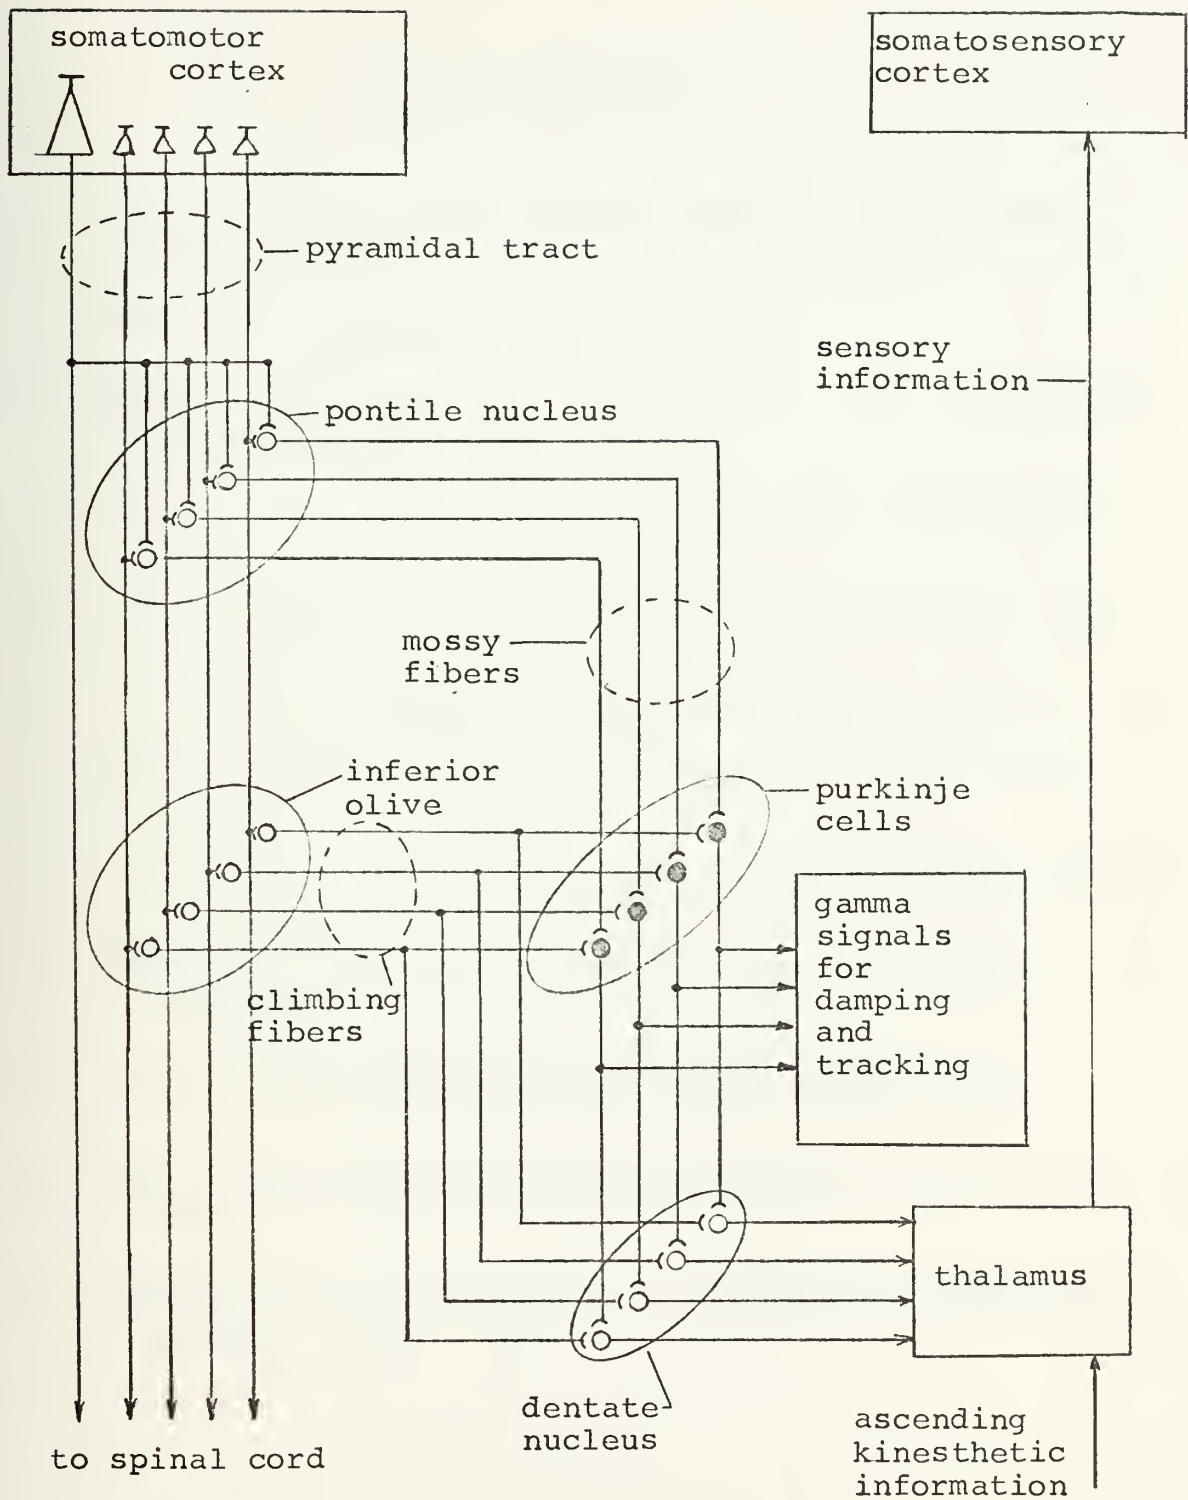 somatomotor
cortex
somatosensory
cortex
pyramidal tract
sensory
information
pontile nucleus
mossy
fibers
inferior
olive
purkinje
cells
gamma
signals
for
damping
and
tracking
climbing
fibers
thalamus
dentate
nucleus
ascending
kinesthetic
information
to spinal cord